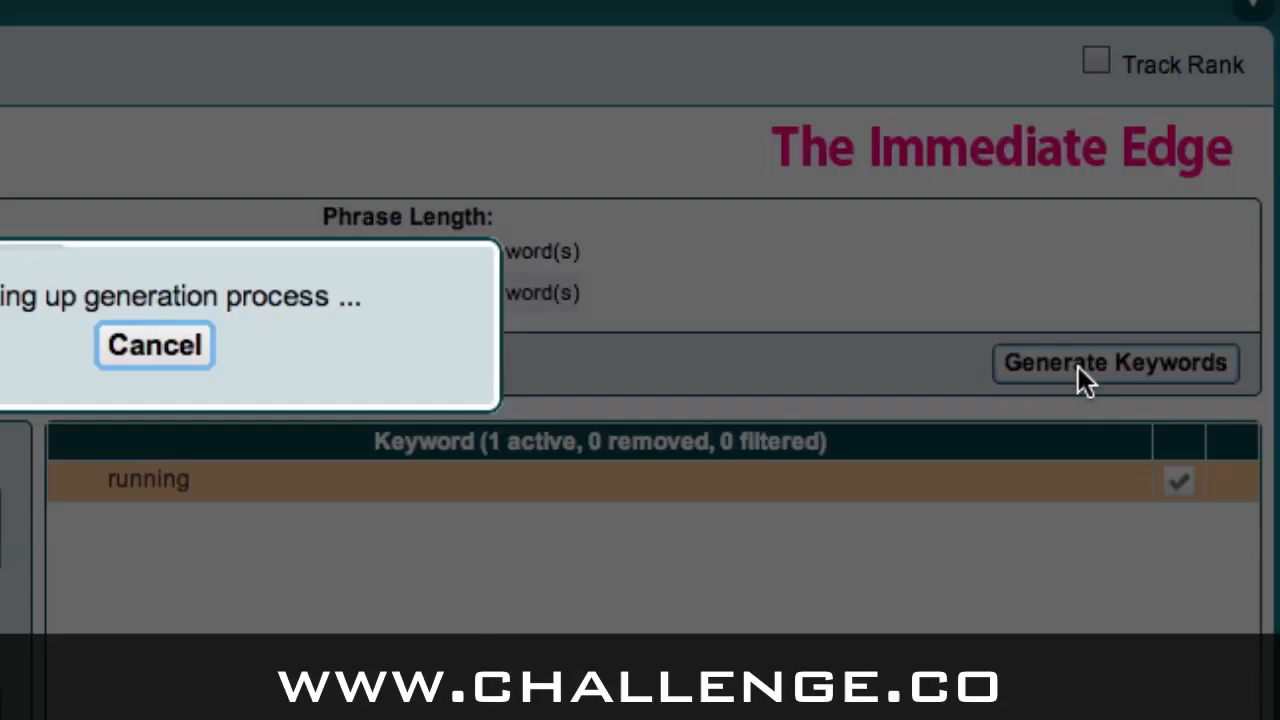 Track Rank
The Immediate Edge
Phrase Length:
word(s)
ing up generation process ...
word(s)
Cancel
Generate Keywords
Keyword (1 active, 0 removed, 0 filtered)
running
WWW.CHALLENGE.CO